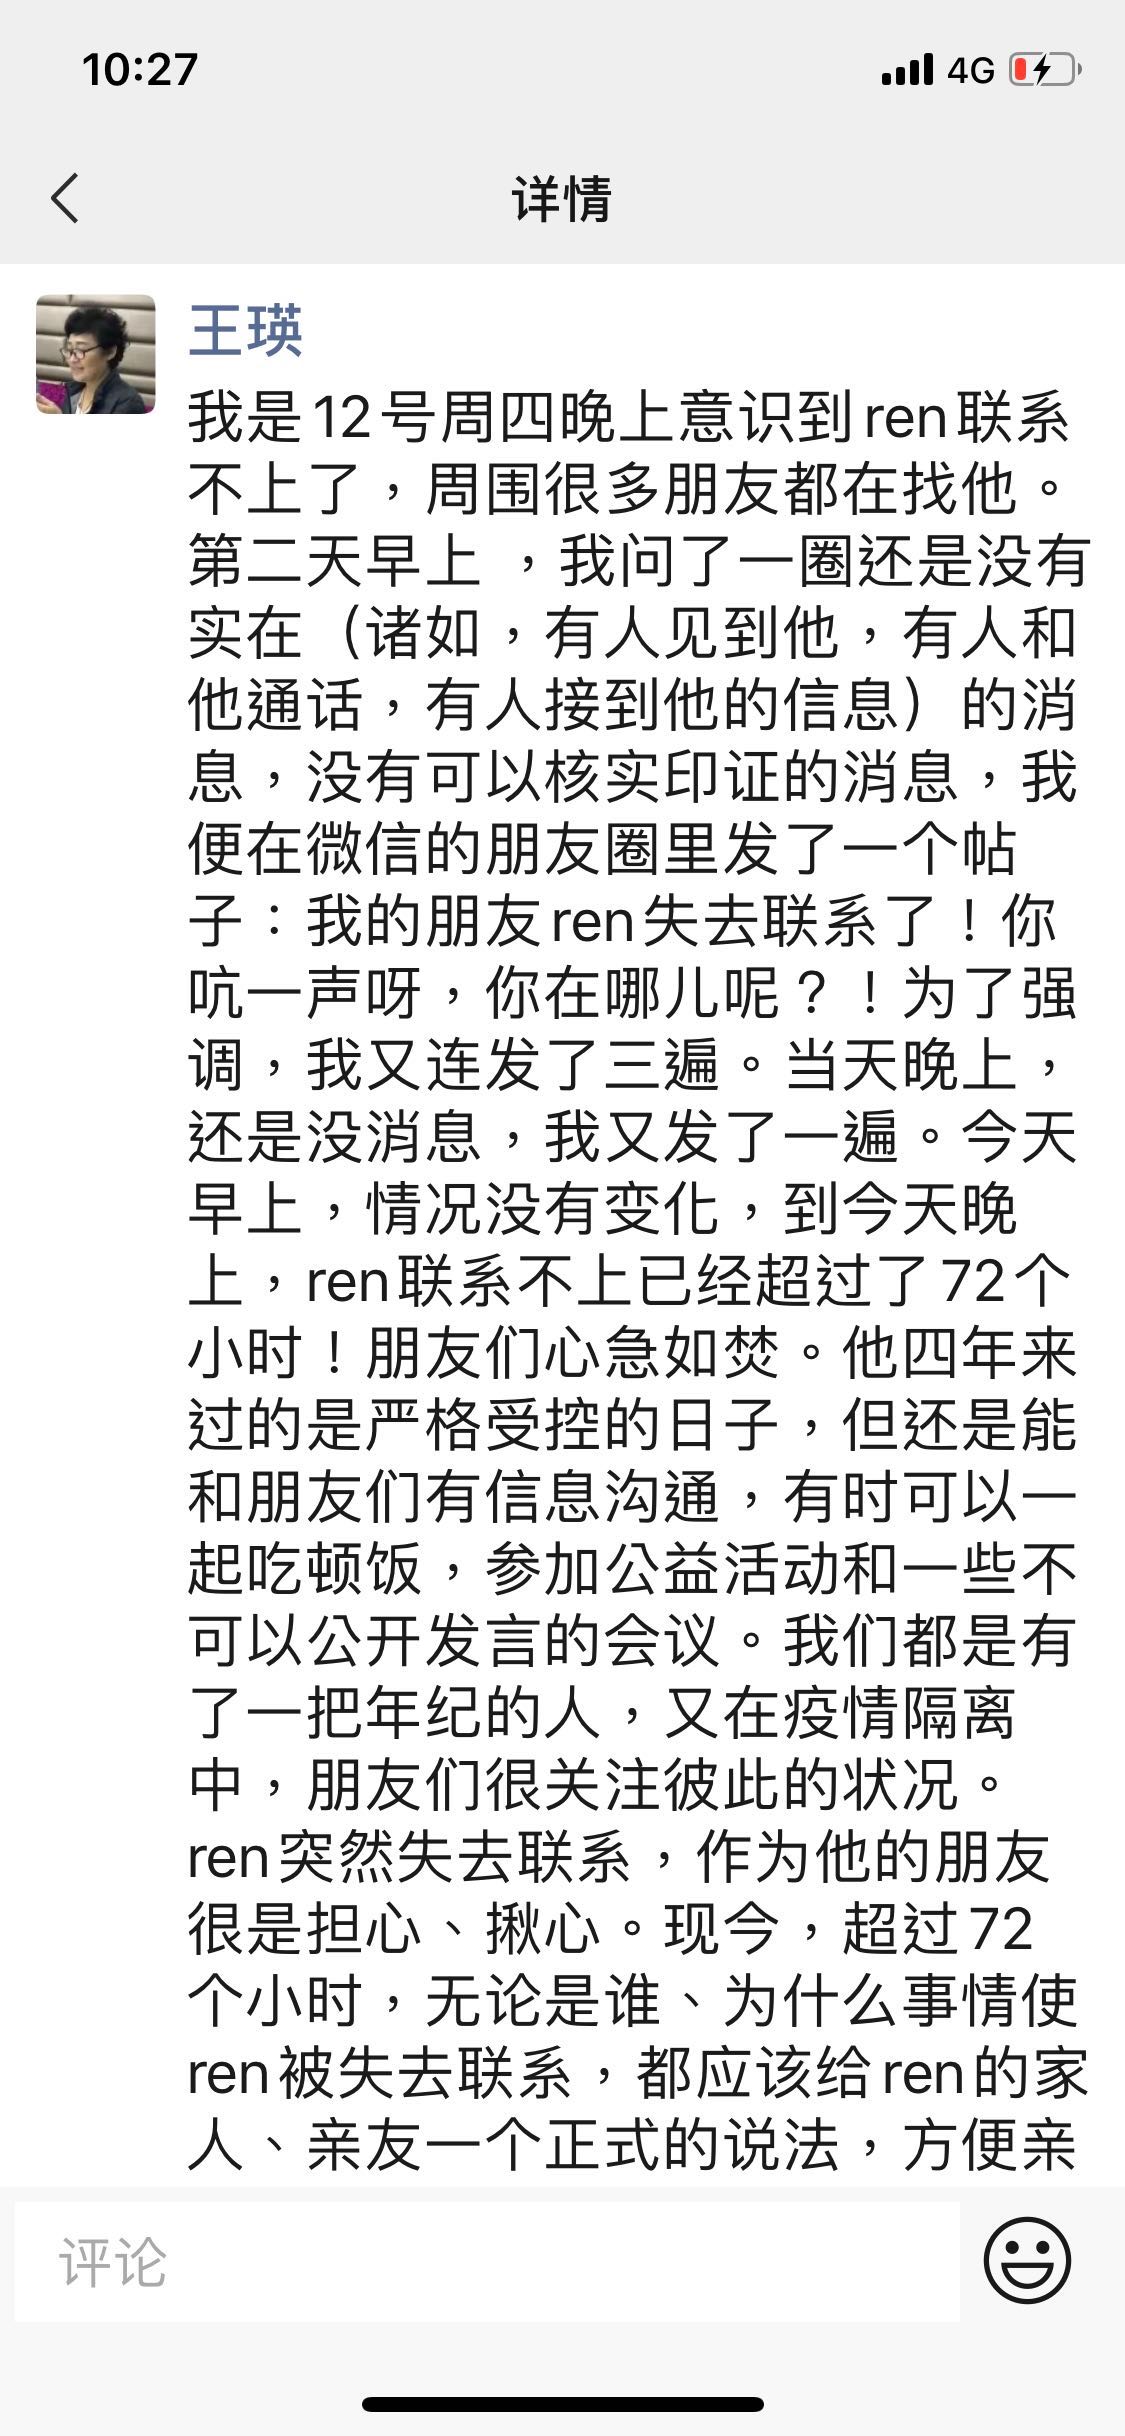 10:27
4G
详情
王瑛
我是12号周四晚上意识到ren联系
不上了，周围很多朋友都在找他。
第二天早上 ，我问了一圈还是没有
实在（诸如，有人见到他，有人和
他通话，有人接到他的信息）的消
息，没有可以核实印证的消息，我
便在微信的朋友圈里发了一个帖
子：我的朋友ren失去联系了！你
吭一声呀，你在哪儿呢？！为了强
调，我又连发了三遍。当天晚上，
还是没消息，我又发了一遍。今天
早上，情况没有变化，到今天晚
上，ren联系不上已经超过了72个
小时！朋友们心急如焚。他四年来
过的是严格受控的日子，但还是能
和朋友们有信息沟通，有时可以一
起吃顿饭，参加公益活动和一些不
可以公开发言的会议。我们都是有
了一把年纪的人，又在疫情隔离
中，朋友们很关注彼此的状况。
ren突然失去联系，作为他的朋友
很是担心、揪心。现今，超过72
个小时，无论是谁、为什么事情使
ren被失去联系，都应该给ren的家
人、亲友一个正式的说法，方便亲
评论